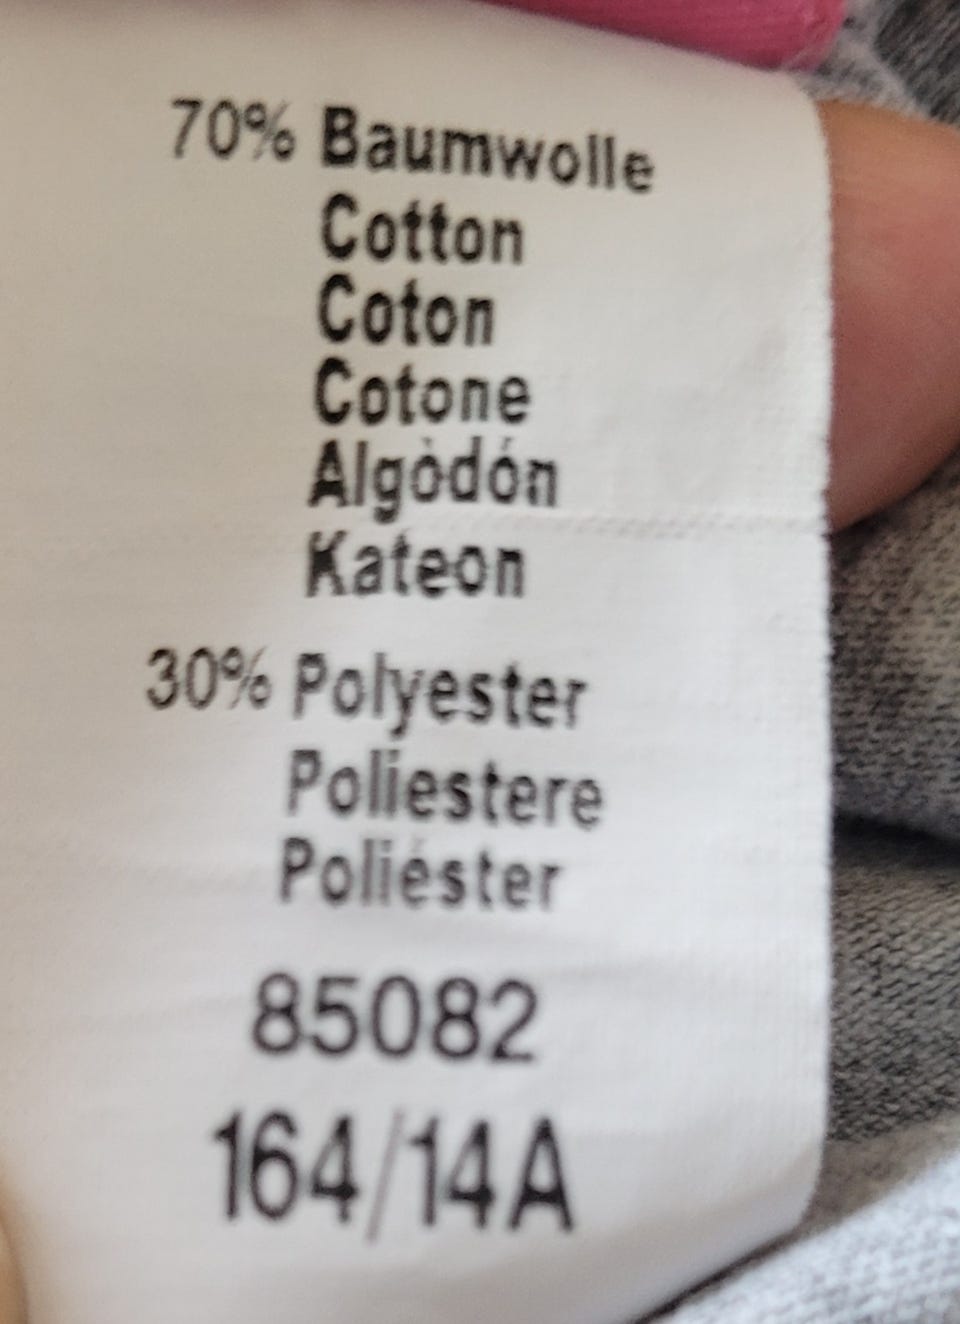 70% Baumwolle
Cotton
Coton
Cotone
Algòdón
Kateon
30% Polyester
Poliestere
Poliéster
85082
164/14A